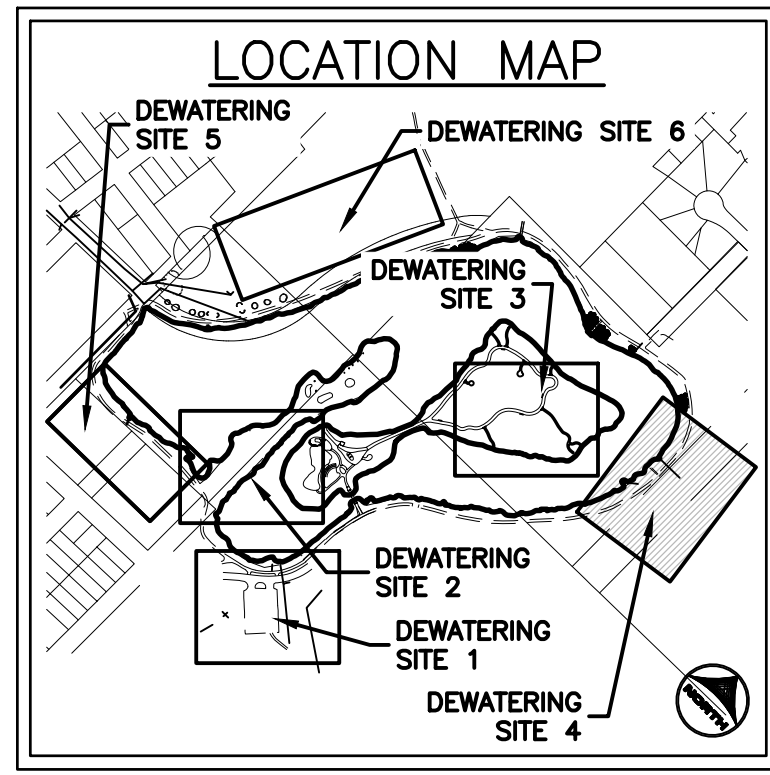 LOCATION MAP
DEWATERING
SITE 5
DEWATERING SITE 6
DEWATERING
SITE 3
DEWATERING
SITE 2
DEWATERING
SITE 1
DEWATERING
SITE 4
NORTH